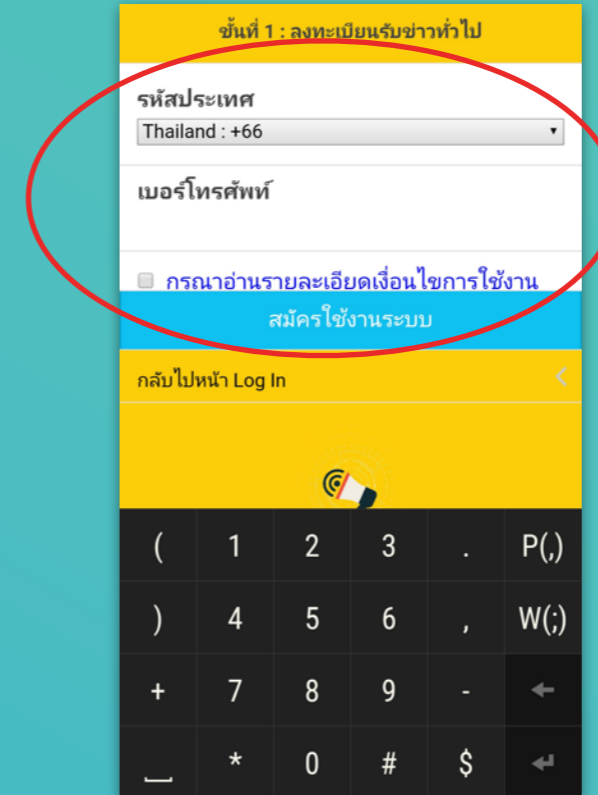 ขั้นที่ 1 : ลงทะเบียนรับข่าวทั่วไป
รหัสประเทศ
Thailand : +66
เบอร์โทรศัพท์
กรุณาอ่านรายละเอียดเงื่อนไขการใช้งาน
สมัครใช้งานระบบ
กลับไปหน้า Log In
( 1 2 3 . P(,)
) 4 5 6 , W(;)
+ 7 8 9 -
* 0 # $